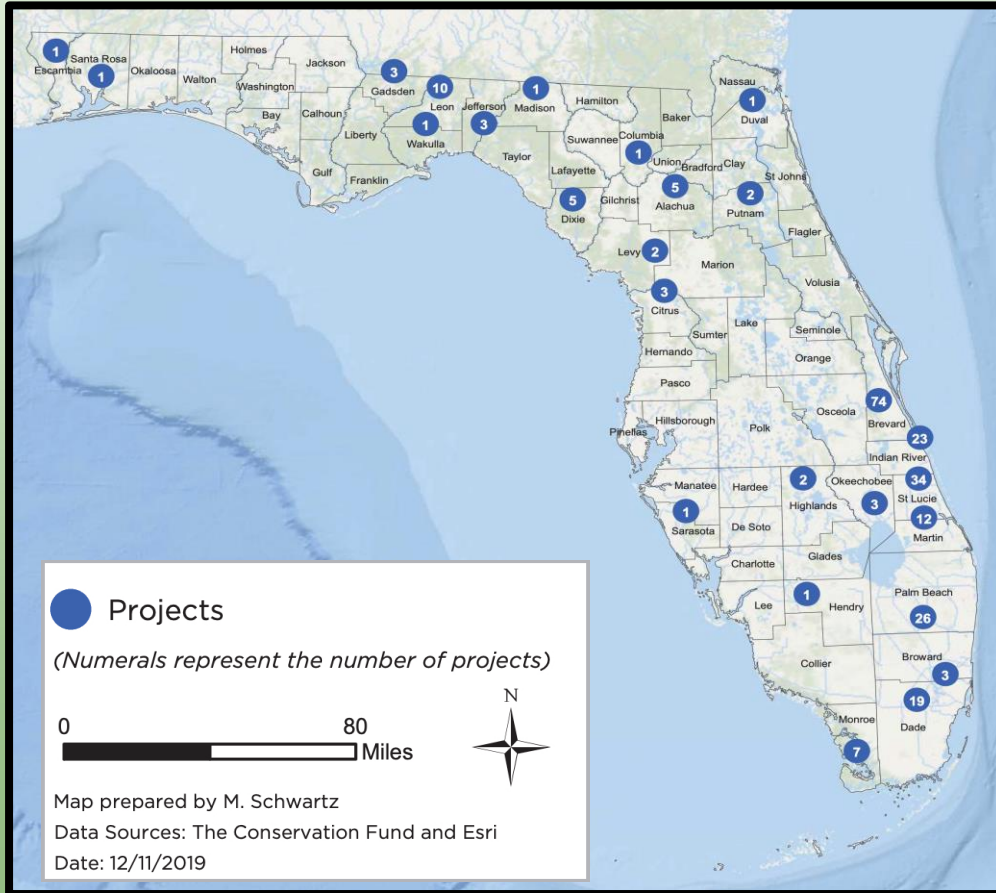 Holmes
1
Santa Rosa
Jackson
Escambia
1
Okaloosa
Walton
Washington
3
Gadsden
10
1
Nassau
Bay
Calhoun
Leon
Jefferson
Madison
Hamilton
1
Duval
Liberty
1
Wakulla
3
Baker
Suwannee
Columbia
Taylor
1
Union
Bradford
Clay
St Johns
Gulf
Franklin
Lafayette
5
Dixie
Gilchrist
5
Alachua
2
Putnam
Flagler
Levy
2
Marion
3
Citrus
Volusia
Sumter
Lake
Seminole
Hernando
Orange
Pasco
74
Osceola
Brevard
Pinellas
Hillsborough
Polk
23
Indian River
Manatee
Hardee
2
Highlands
Okeechobee
3
34
St Lucie
1
Sarasota
De Soto
12
Martin
Charlotte
Glades
Lee
1
Hendry
Palm Beach
26
Collier
Broward
3
Monroe
19
Dade
7
Projects
(Numerals represent the number of projects)
0 80
Miles
N
Map prepared by M. Schwartz
Data Sources: The Conservation Fund and Esri
Date: 12/11/2019